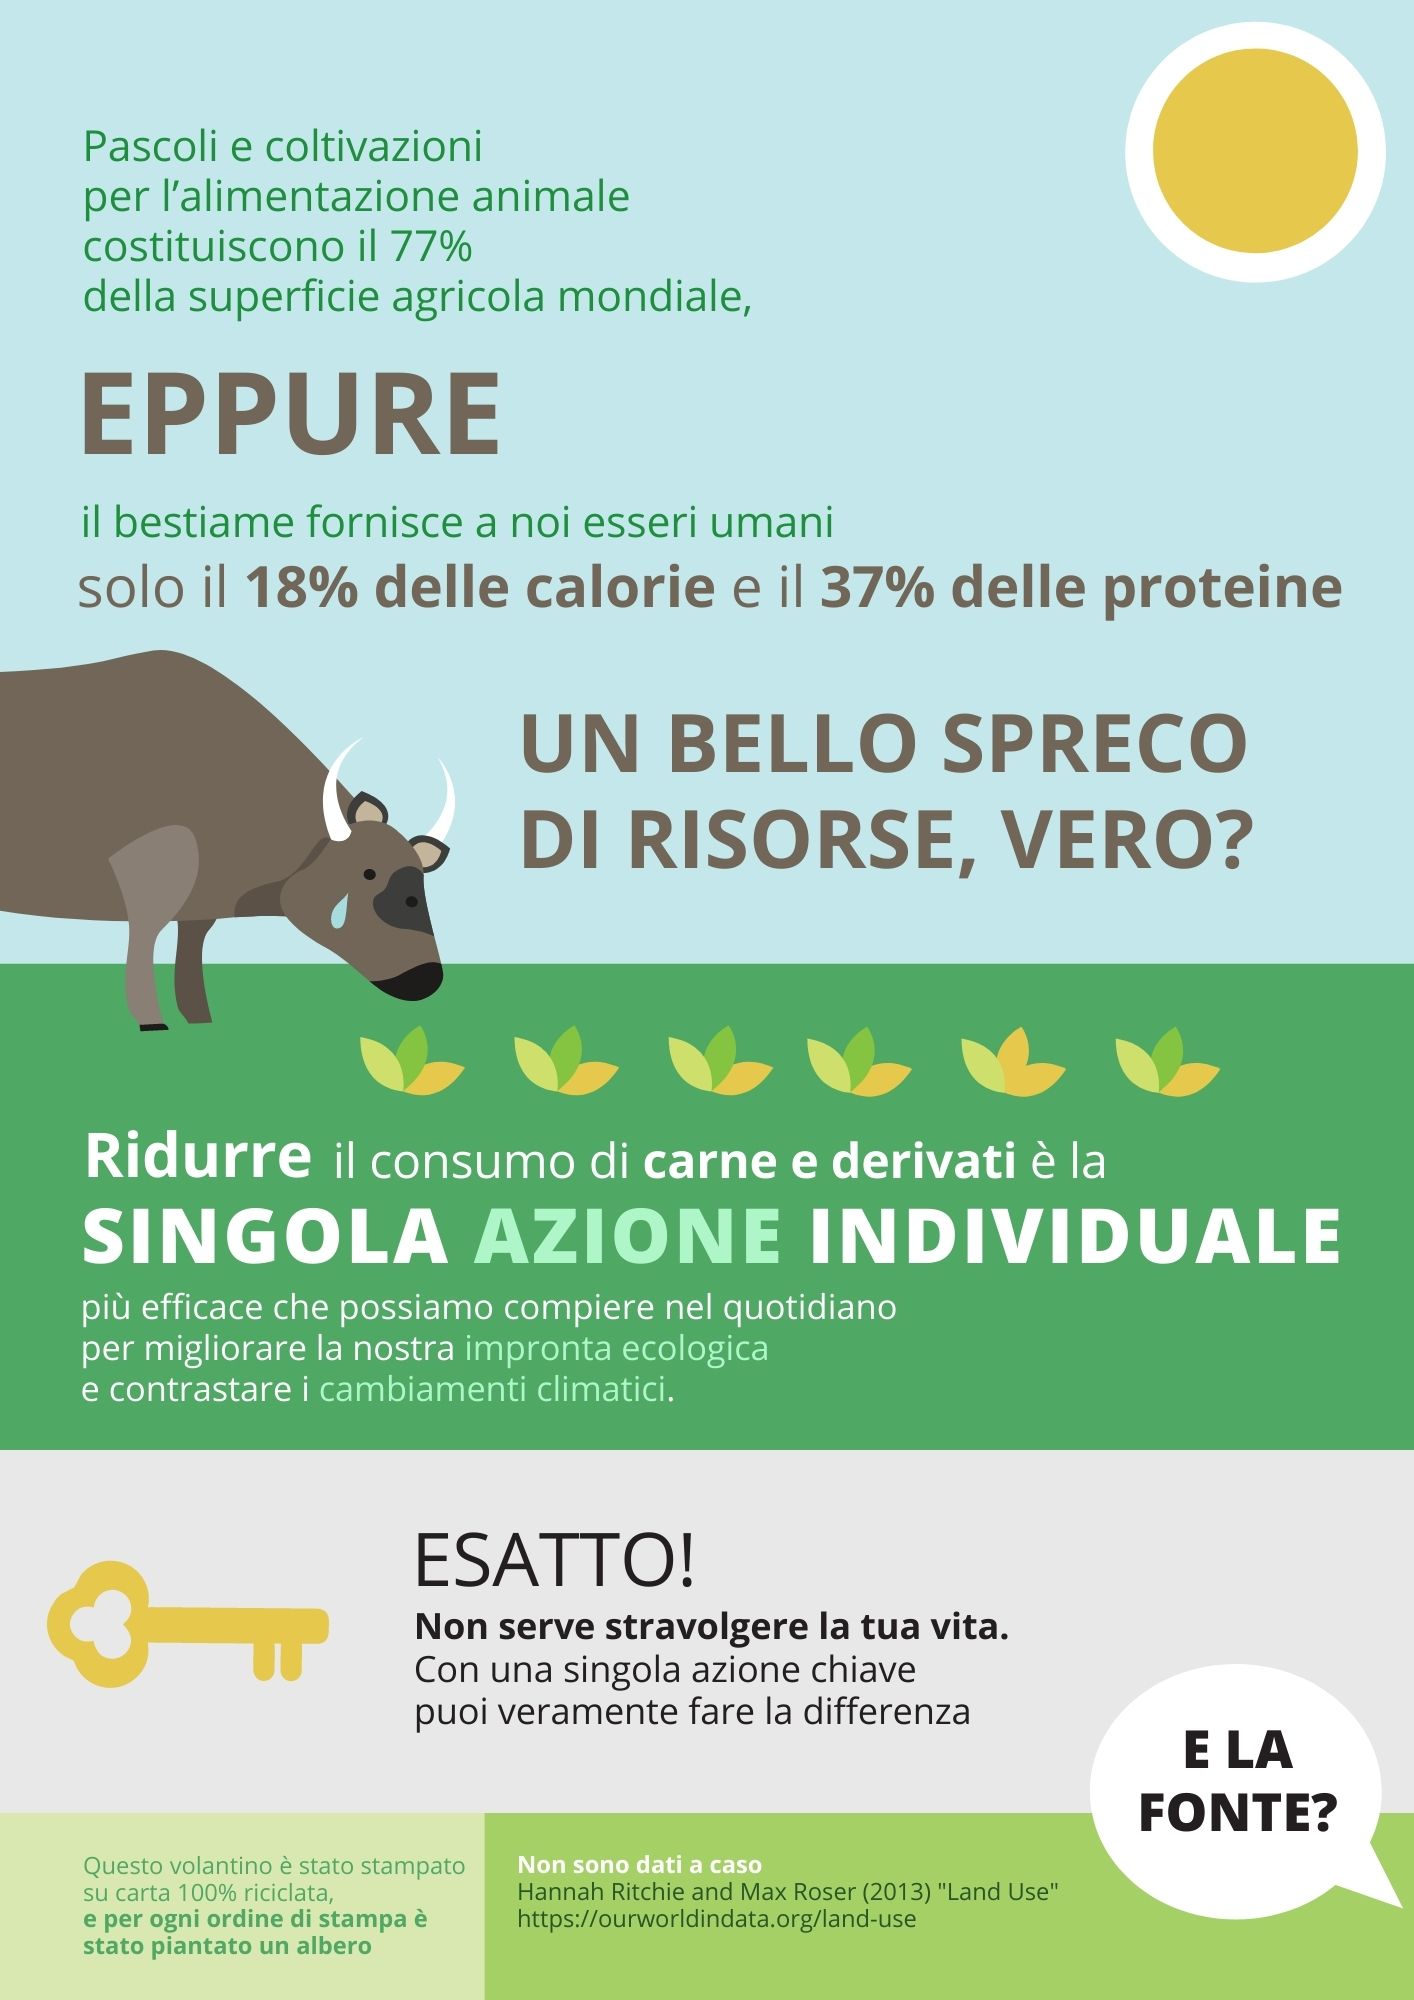 Pascoli e coltivazioni
per l’alimentazione animale
costituiscono il 77%
della superficie agricola mondiale,
EPPURE
il bestiame fornisce a noi esseri umani
solo il 18% delle calorie e il 37% delle proteine
UN BELLO SPRECO
DI RISORSE, VERO?
Ridurre il consumo di carne e derivati è la
SINGOLA AZIONE INDIVIDUALE
più efficace che possiamo compiere nel quotidiano
per migliorare la nostra impronta ecologica
e contrastare i cambiamenti climatici.
ESATTO!
Non serve stravolgere la tua vita.
Con una singola azione chiave
puoi veramente fare la differenza
E LA
FONTE?
Questo volantino è stato stampato
su carta 100% riciclata,
e per ogni ordine di stampa è
stato piantato un albero
Non sono dati a caso
Hannah Ritchie and Max Roser (2013) "Land Use"
https://ourworldindata.org/land-use